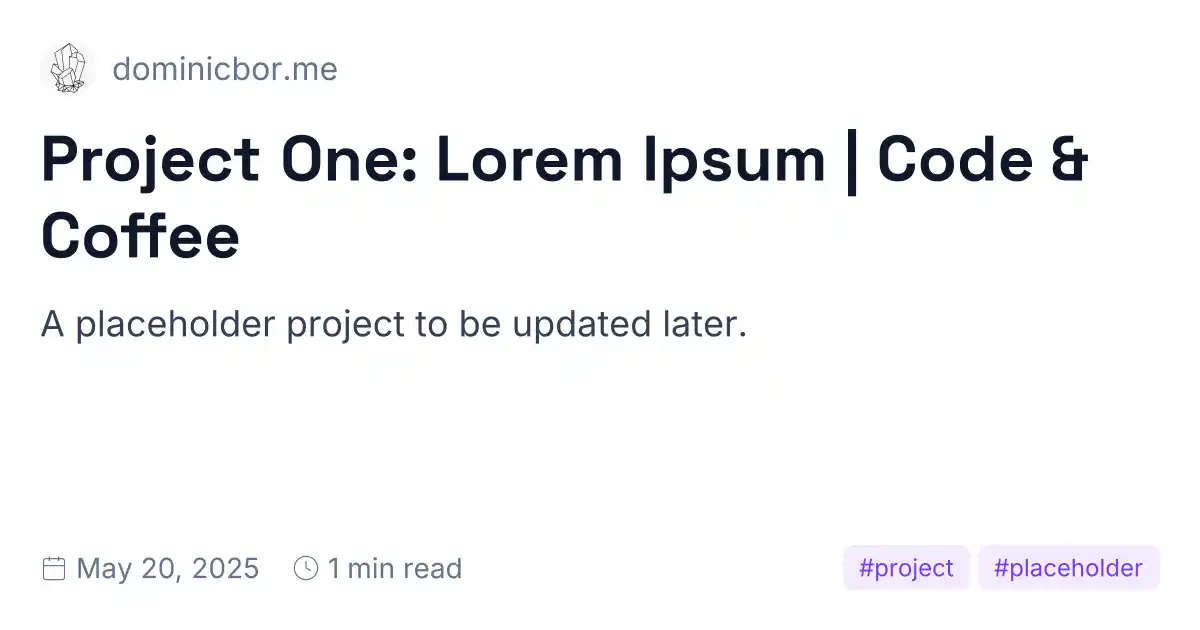 dominicbor.me
Project One: Lorem Ipsum | Code &
Coffee
A placeholder project to be updated later.
May 20, 2025 1 min read #project #placeholder